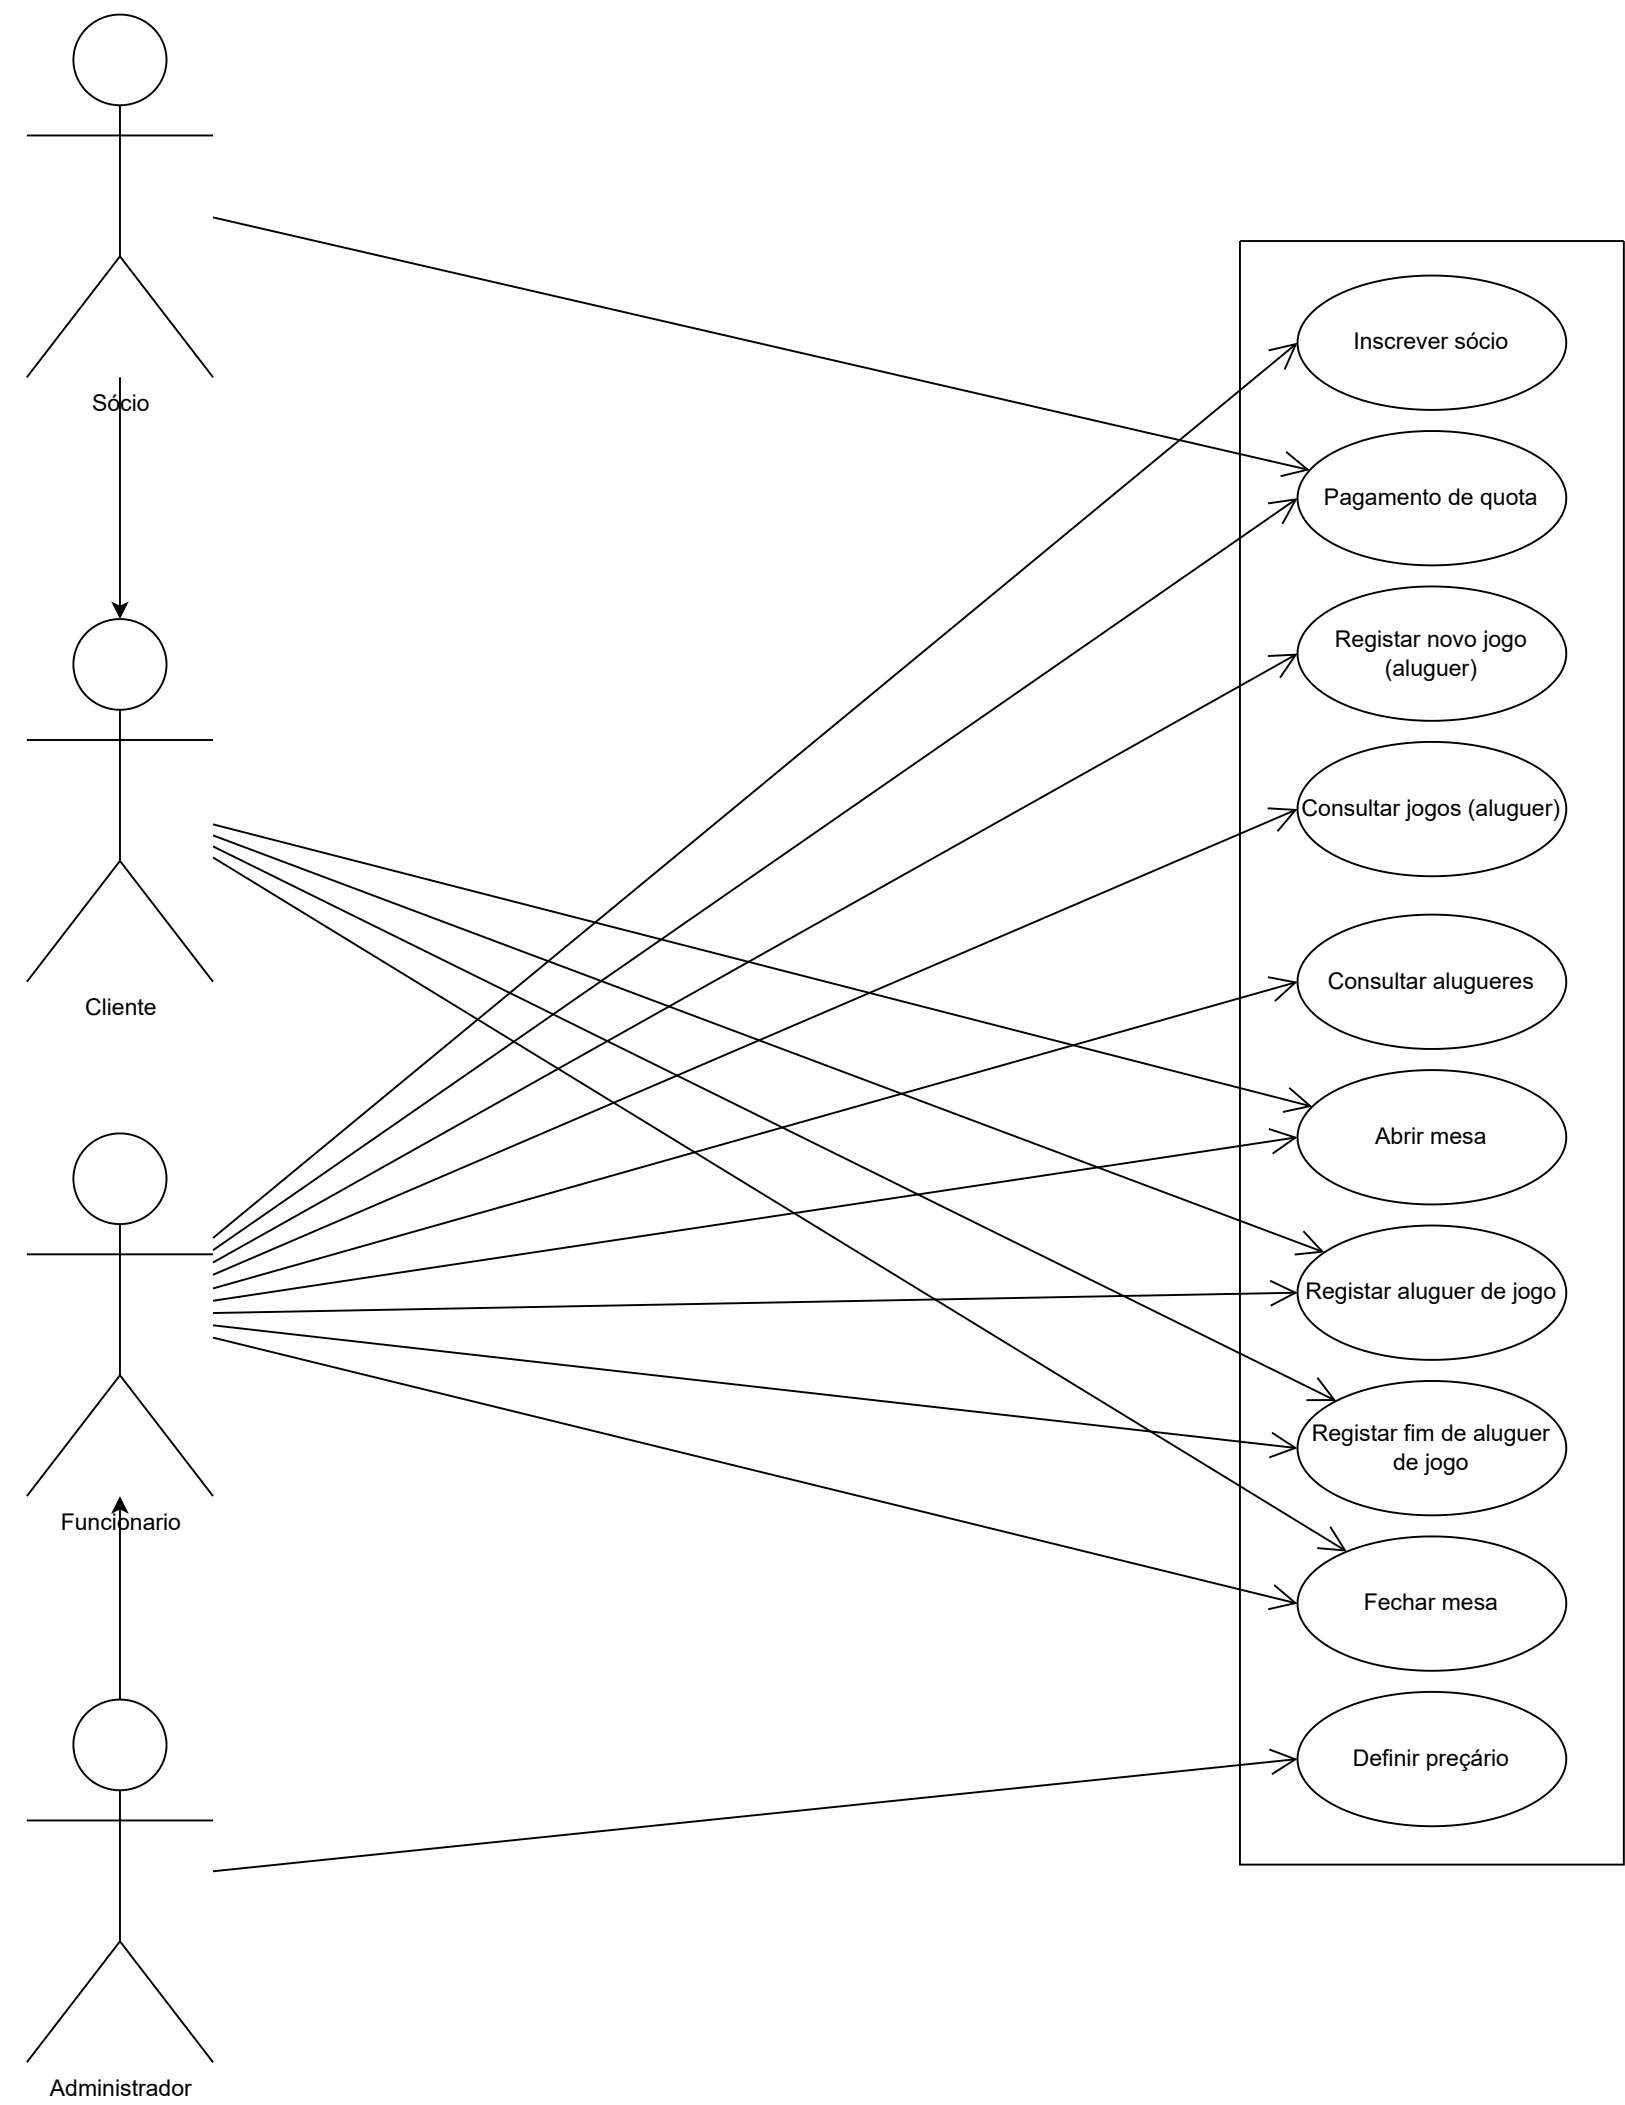 Sócio
Inscrever sócio
Pagamento de quota
Registar novo jogo
(aluguer)
Consultar jogos (aluguer)
Consultar alugueres
Cliente
Abrir mesa
Registar aluguer de jogo
Registar fim de aluguer
de jogo
Funcionario
Fechar mesa
Definir preçário
Administrador